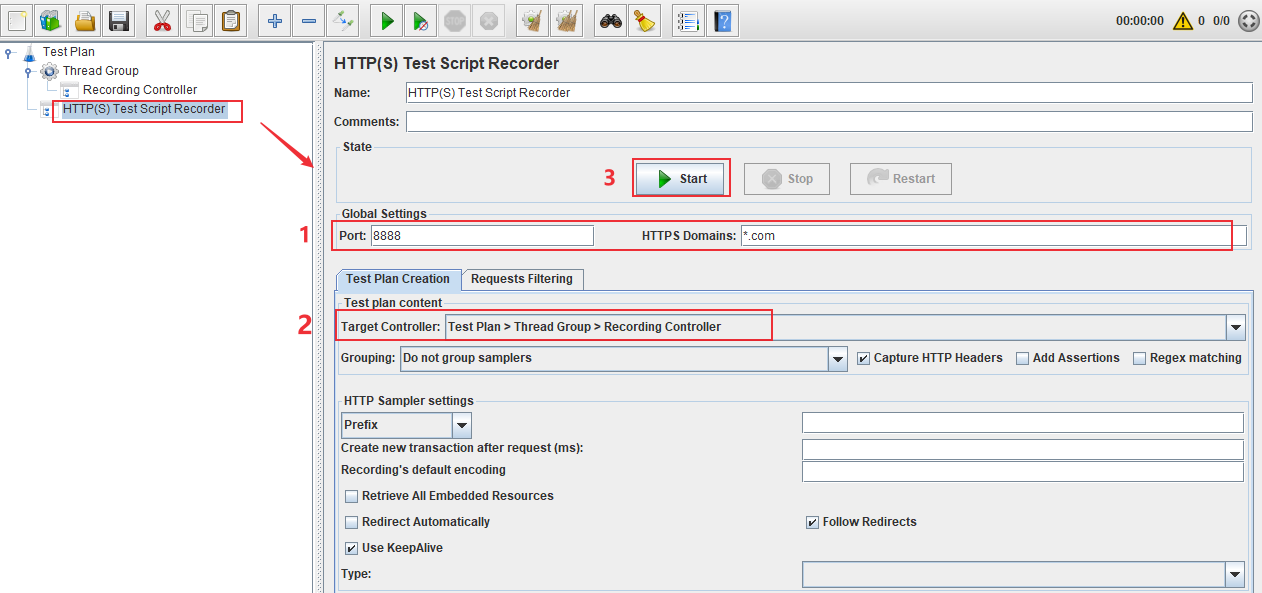 00:00:00 0 0/0
Test Plan
Thread Group
Recording Controller
HTTP(S) Test Script Recorder
HTTP(S) Test Script Recorder
Name: HTTP(S) Test Script Recorder
Comments:
State
3 Start STOP Stop Restart
Global Settings
1 Port: 8888 HTTPS Domains: *.com
Test Plan Creation Requests Filtering
Test plan content
2 Target Controller: Test Plan > Thread Group > Recording Controller
Grouping: Do not group samplers Capture HTTP Headers Add Assertions Regex matching
HTTP Sampler settings
Prefix
Create new transaction after request (ms):
Recording's default encoding
Retrieve All Embedded Resources
Redirect Automatically Follow Redirects
Use KeepAlive
Type: